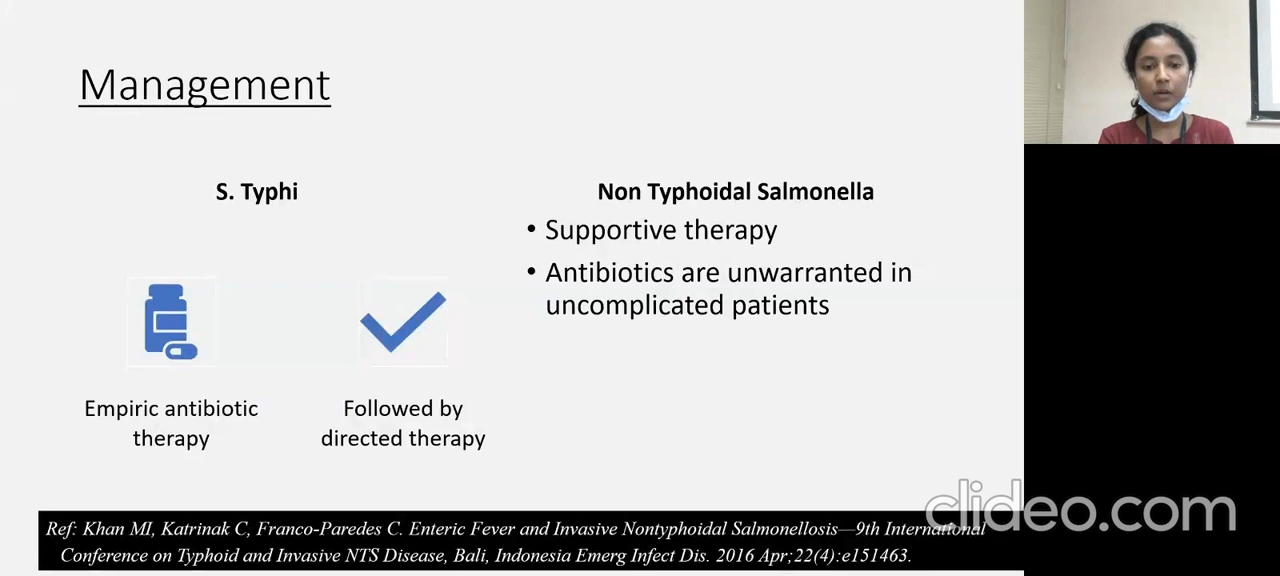 Management
S. Typhi
Empiric antibiotic
therapy
Followed by
directed therapy
Non Typhoidal Salmonella
• Supportive therapy
• Antibiotics are unwarranted in
uncomplicated patients
Ref: Khan MI, Katrinak C, Franco-Paredes C. Enteric Fever and Invasive Nontyphoidal Salmonellosis—9th International
Conference on Typhoid and Invasive NTS Disease, Bali, Indonesia Emerg Infect Dis. 2016 Apr;22(4):e151463.
clideo.com